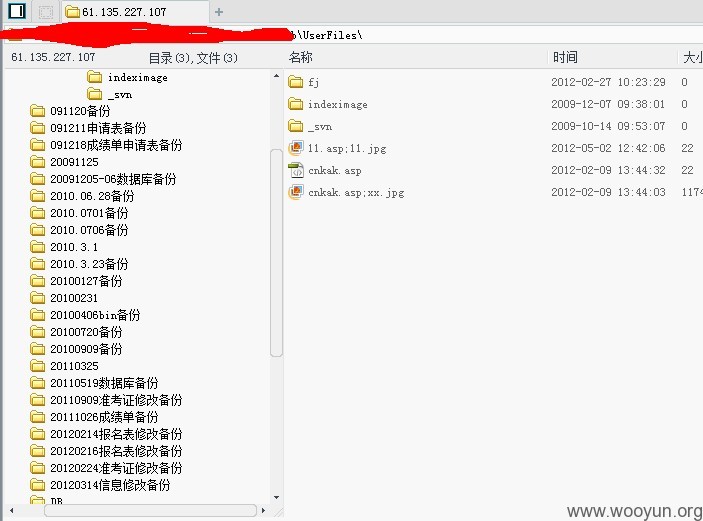 61.135.227.107
b\UserFiles\
61.135.227.107 目录(3),文件(3)
名称 时间
indeximage
_svn
091120备份
091211申请表备份
091218成绩单申请表备份
20091125
20091205-06数据库备份
2010.06.28备份
2010.0701备份
2010.0706备份
2010.3.1
2010.3.23备份
20100127备份
20100231
20100406bin备份
20100720备份
20100909备份
20110325
20110519数据库备份
20110909准考证修改备份
20111026成绩单备份
20120214报名表修改备份
20120216报名表修改备份
20120224准考证修改备份
20120314信息修改备份
DB
fj 2012-02-27 10:23:29 0
indeximage 2009-12-07 09:38:01 0
_svn 2009-10-14 09:53:07 0
11.asp;11.jpg 2012-05-02 12:42:06 22
cnkak.asp 2012-02-09 13:44:32 22
cnkak.asp;xx.jpg 2012-02-09 13:44:03 1174
www.wooyun.org